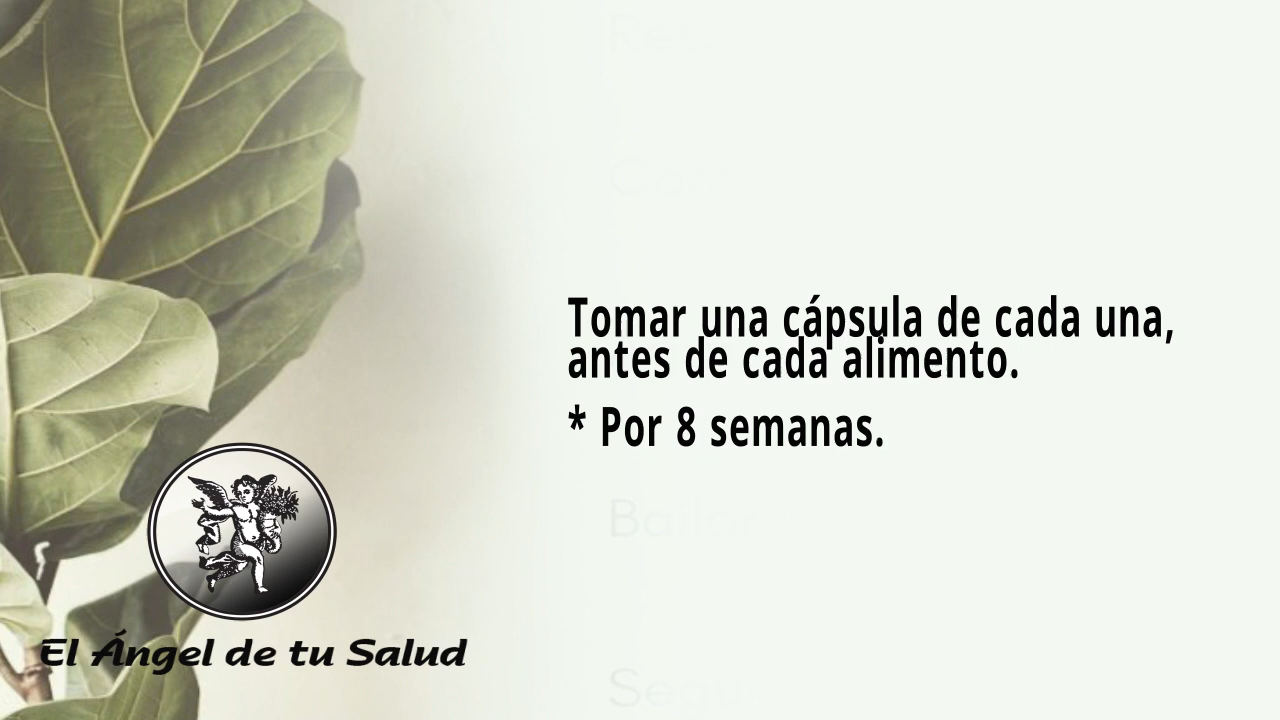 Tomar una cápsula de cada una,
antes de cada alimento.
* Por 8 semanas.
El Ángel de tu Salud